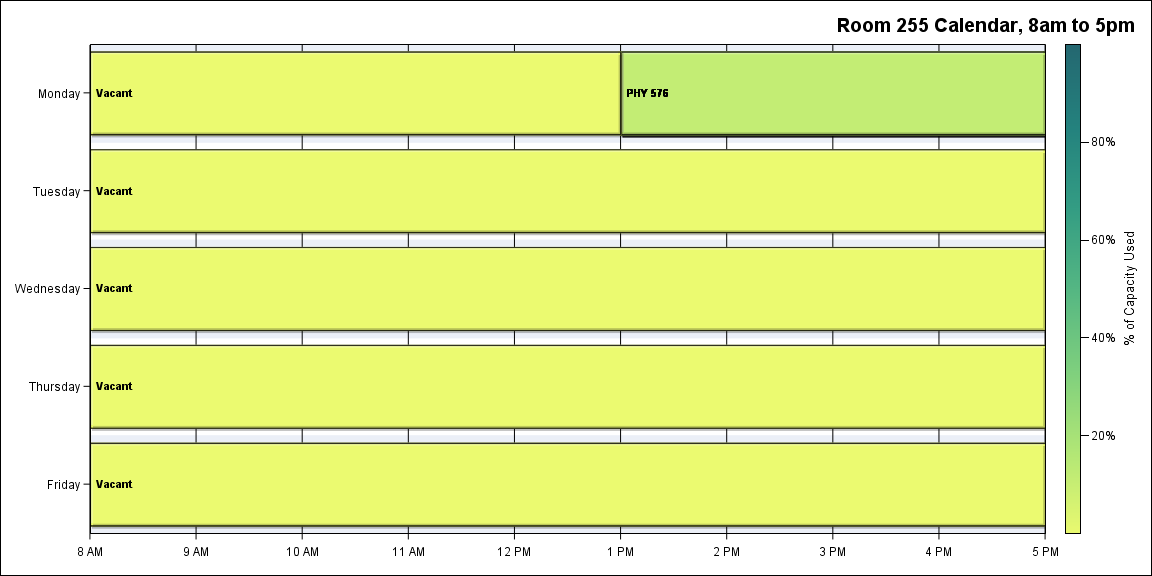 Room 255 Calendar, 8am to 5pm
Monday
Vacant
PHY 576
Tuesday
Vacant
Wednesday
Vacant
Thursday
Vacant
Friday
Vacant
8 AM 9 AM 10 AM 11 AM 12 PM 1 PM 2 PM 3 PM 4 PM 5 PM
80%
60%
40%
20%
% of Capacity Used